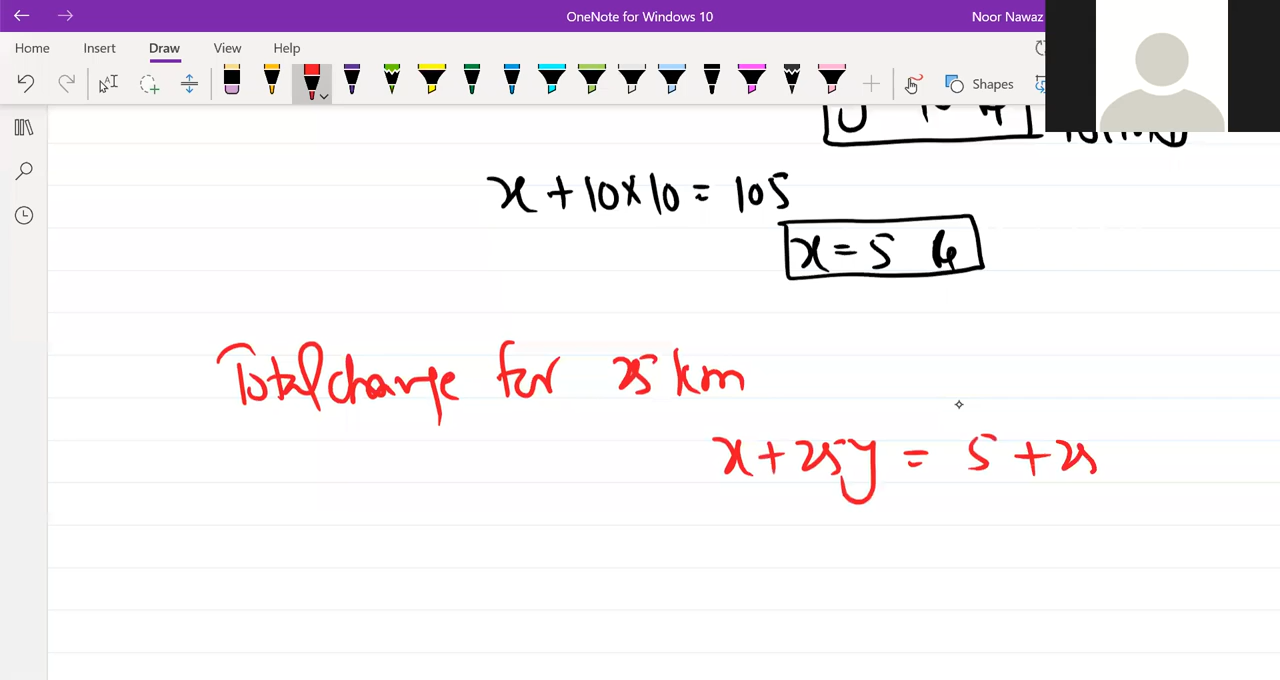 OneNote for Windows 10
Noor Nawaz
Home Insert Draw View Help
Shapes
x + 10 × 10 = 105
x = 5
Total charge for 25 km
x + 25y = 5 + 25